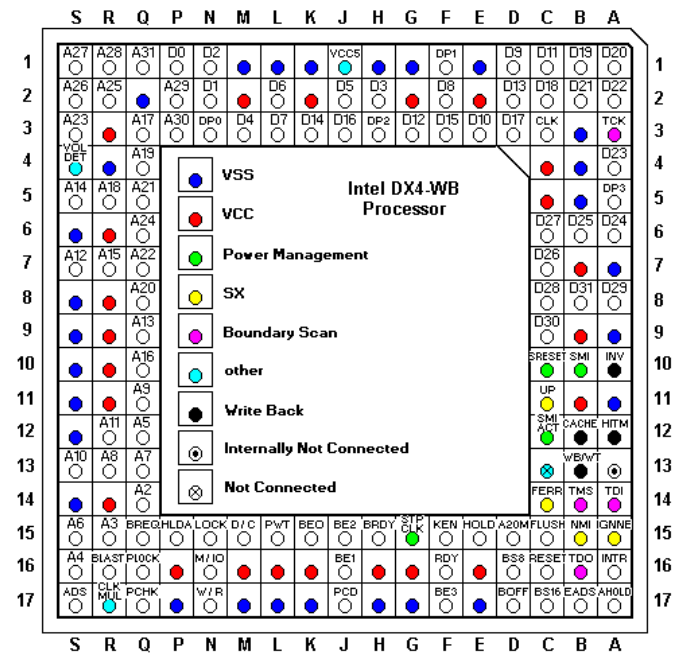 S R Q P N M L K J H G F E D C B A
1 A27 A28 A31 D0 D2 VCC5 DP1 D9 D11 D19 D20 1
2 A26 A25 A29 D1 D6 D5 D3 D8 D13 D18 D21 D22 2
3 A23 A17 A30 DP0 D4 D7 D14 D16 DP2 D12 D15 D10 D17 CLK TCK 3
4 VOL DET A19 D23 4
5 A14 A18 A21 DP3 5
6 A24 D27 D25 D24 6
7 A12 A15 A22 D26 7
8 A20 D28 D31 D29 8
9 A13 D30 9
10 A16 SRESET SMI INV 10
11 A9 UP 11
12 A11 A5 SMI ACT CACHE HITM 12
13 A10 A8 A7 WB/WT 13
14 A2 FERR TMS TDI 14
15 A6 A3 BREQ HLDA LOCK D/C PWT BEO BE2 BRDY STP CLK KEN HOLD A20M FLUSH NMI IGNNE 15
16 A4 BLAST PLOCK M/IO BE1 RDY BS8 RESET TDO INTR 16
17 ADS CLK MUL PCHK W/R PCD BE3 BOFF BS16 EADS AHOLD 17
S R Q P N M L K J H G F E D C B A
Intel DX4-WB
Processor
VSS
VCC
Power Management
SX
Boundary Scan
other
Write Back
Internally Not Connected
Not Connected